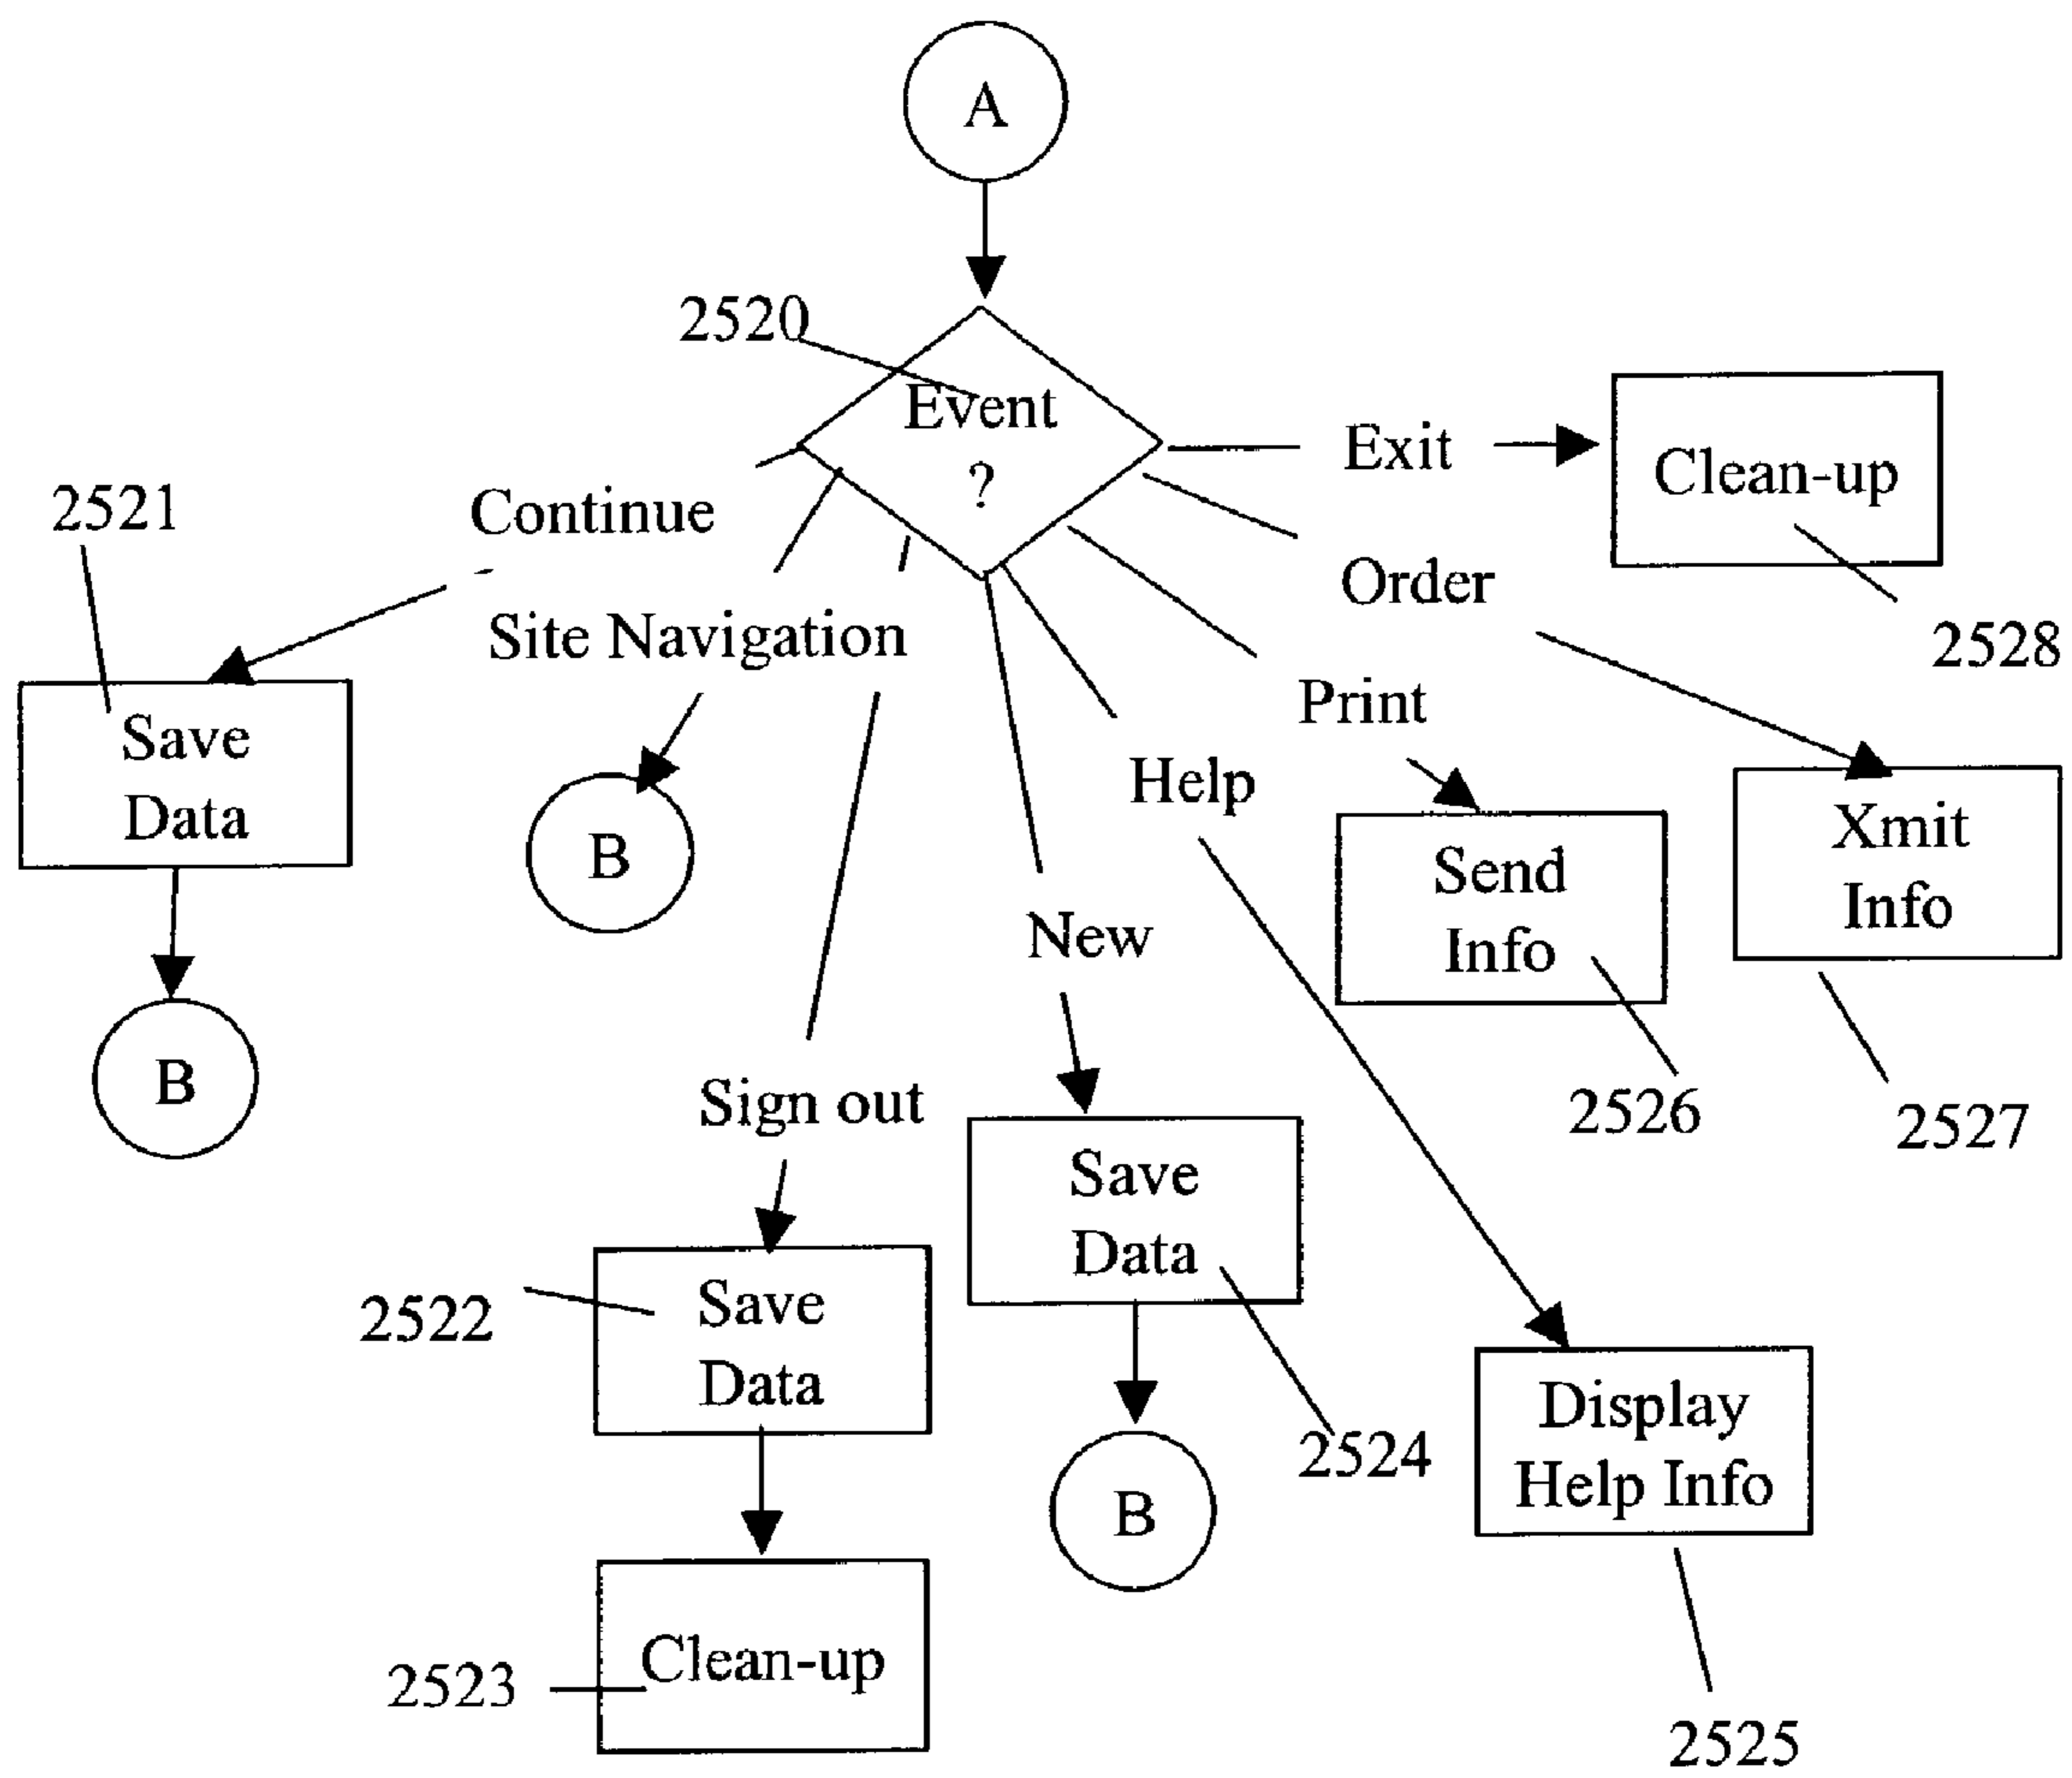 A
2520
Event
?
Exit
Clean-up
2528
2521
Continue
Order
Site Navigation
Print
Help
Save
Data
B
Send
Info
Xmit
Info
New
B
Sign out
2526
2527
Save
Data
2522
Save
Data
2524
B
Display
Help Info
2523
Clean-up
2525